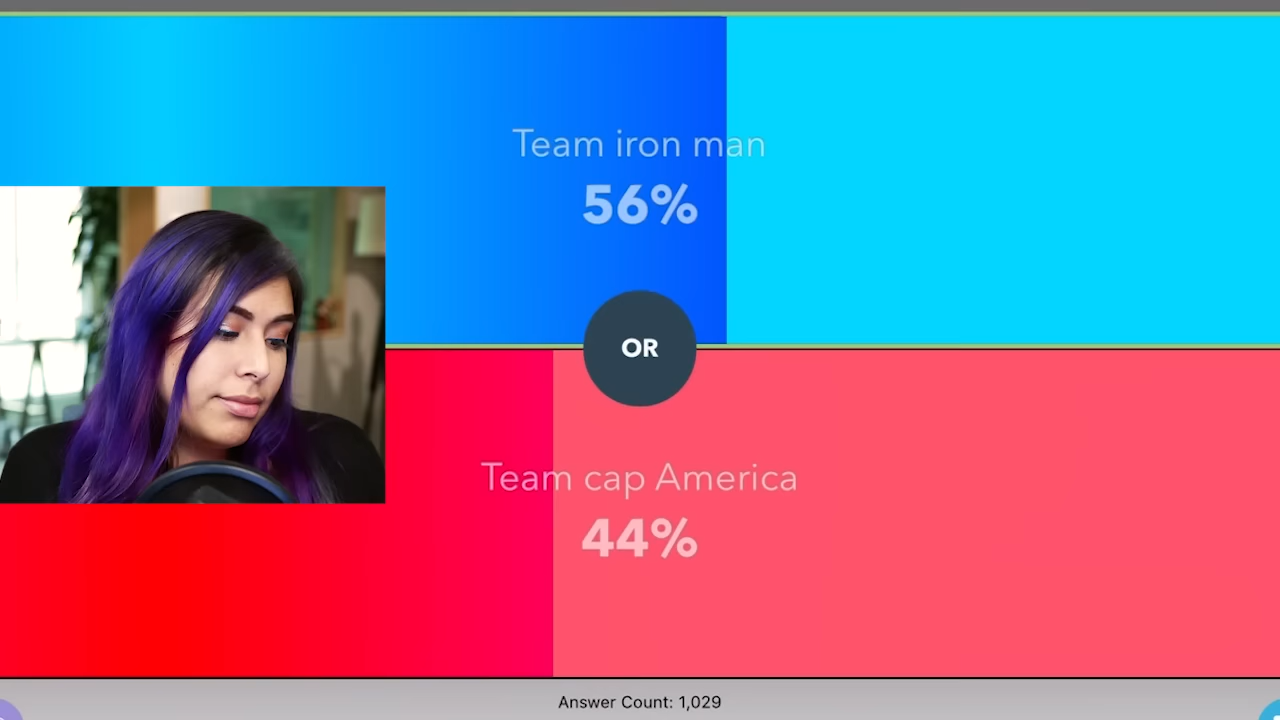 Team iron man
56%
OR
Team cap America
44%
Answer Count: 1,029